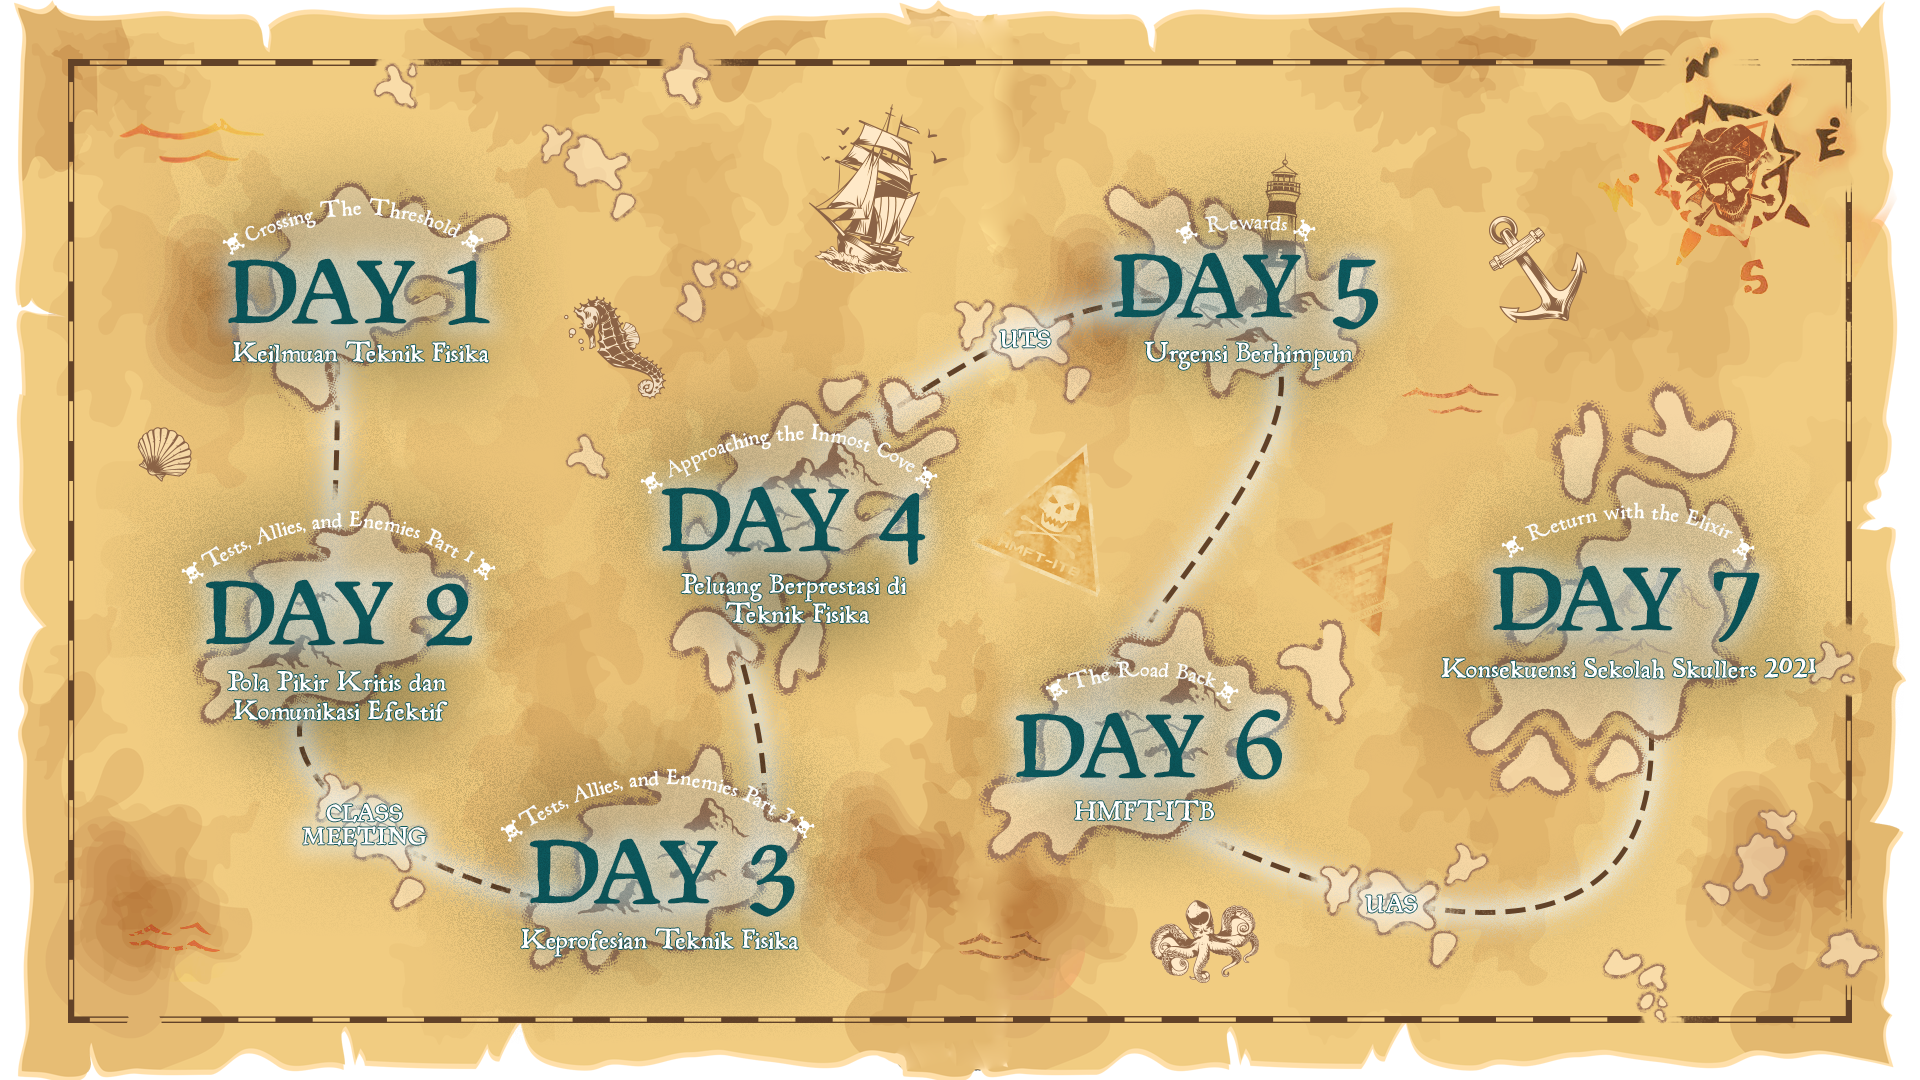 Crossing The Threshold
DAY 1
Keilmuan Teknik Fisika
Tests, Allies, and Enemies Part 1
DAY 2
Pola Pikir Kritis dan
Komunikasi Efektif
CLASS
MEETING
Tests, Allies, and Enemies Part 3
DAY 3
Keprofesian Teknik Fisika
Approaching the Inmost Cove
DAY 4
Peluang Berprestasi di
Teknik Fisika
UTS
Rewards
DAY 5
Urgensi Berhimpun
HMFT-ITB
The Road Back
DAY 6
HMFT-ITB
UAS
Return with the Elixir
DAY 7
Konsekuensi Sekolah Skullers 2021
N
E
S